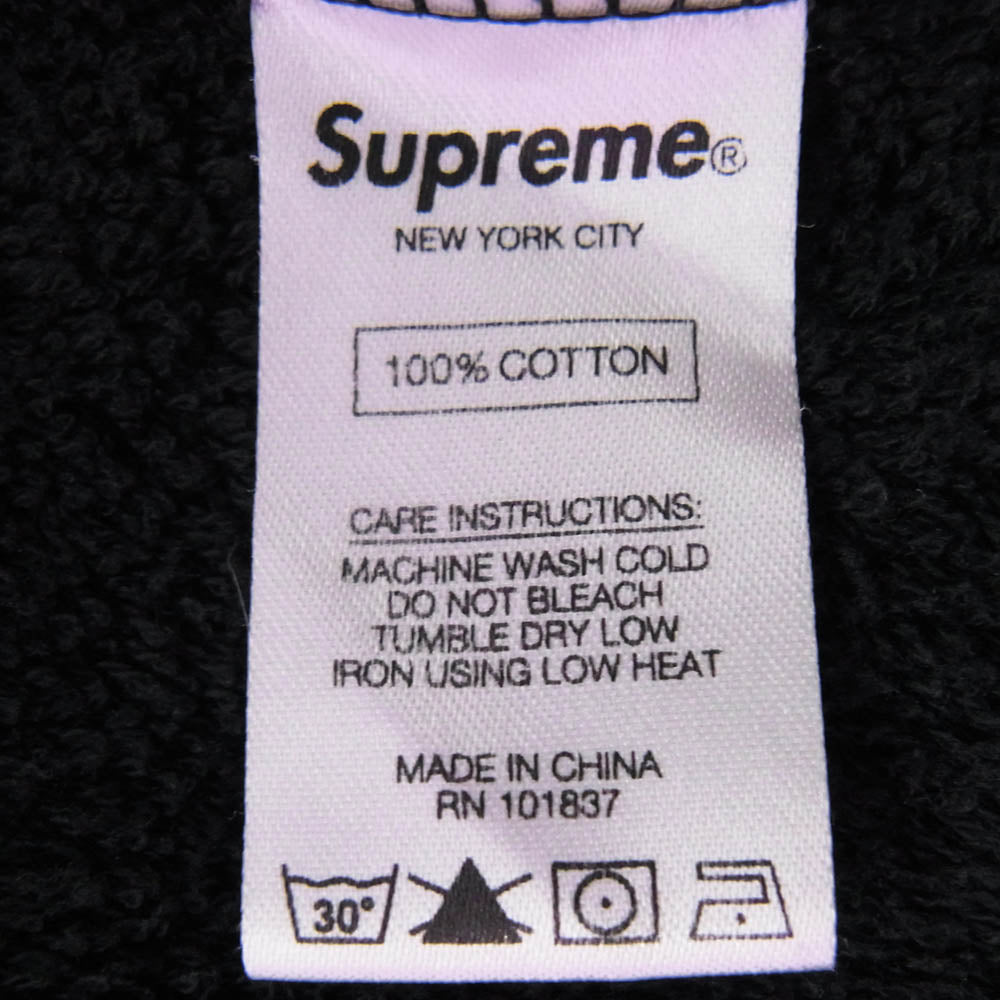 Supreme®
NEW YORK CITY
100% COTTON
CARE INSTRUCTIONS:
MACHINE WASH COLD
DO NOT BLEACH
TUMBLE DRY LOW
IRON USING LOW HEAT
MADE IN CHINA
RN 101837
30°